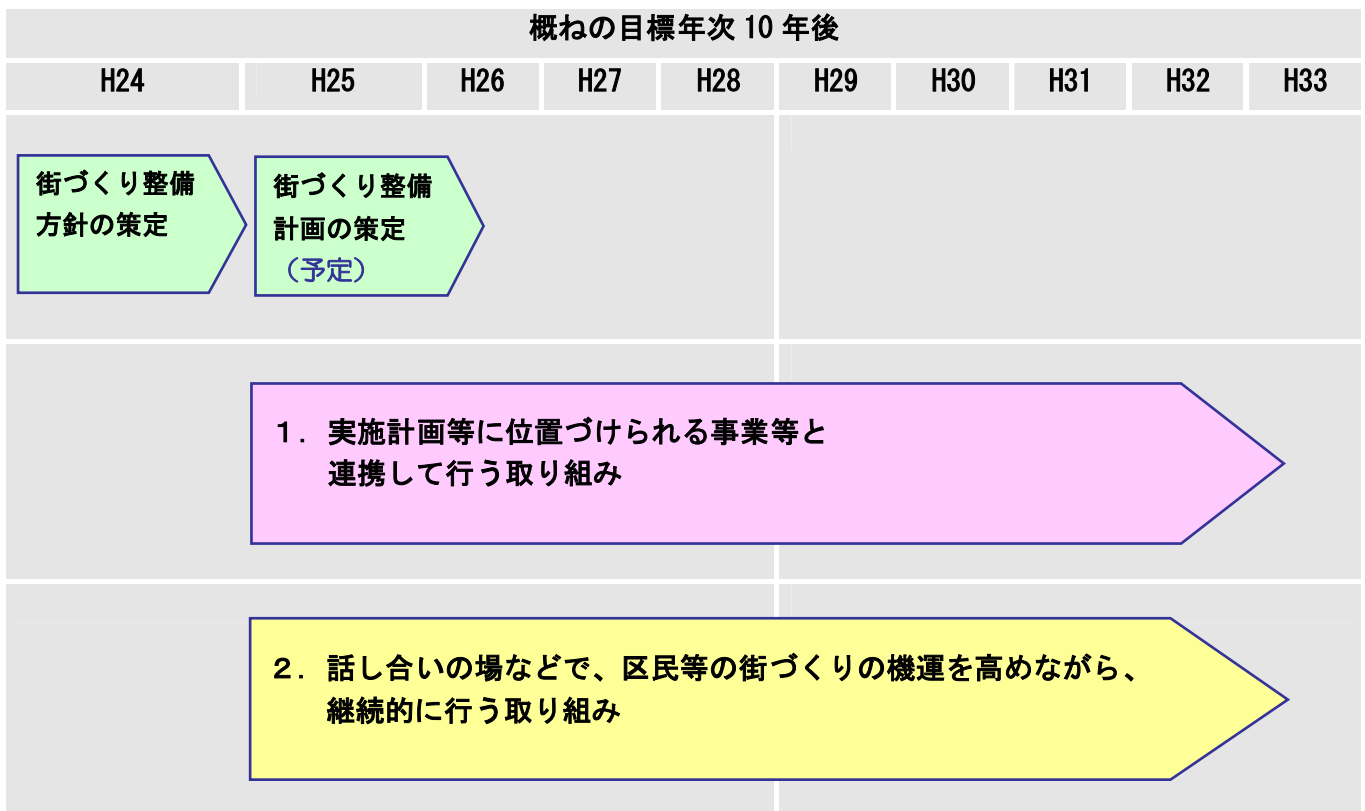 概ねの目標年次 10 年後
H24 H25 H26 H27 H28 H29 H30 H31 H32 H33
街づくり整備
方針の策定
街づくり整備
計画の策定
（予定）
１．実施計画等に位置づけられる事業等と
連携して行う取り組み
２．話し合いの場などで、区民等の街づくりの機運を高めながら、
継続的に行う取り組み